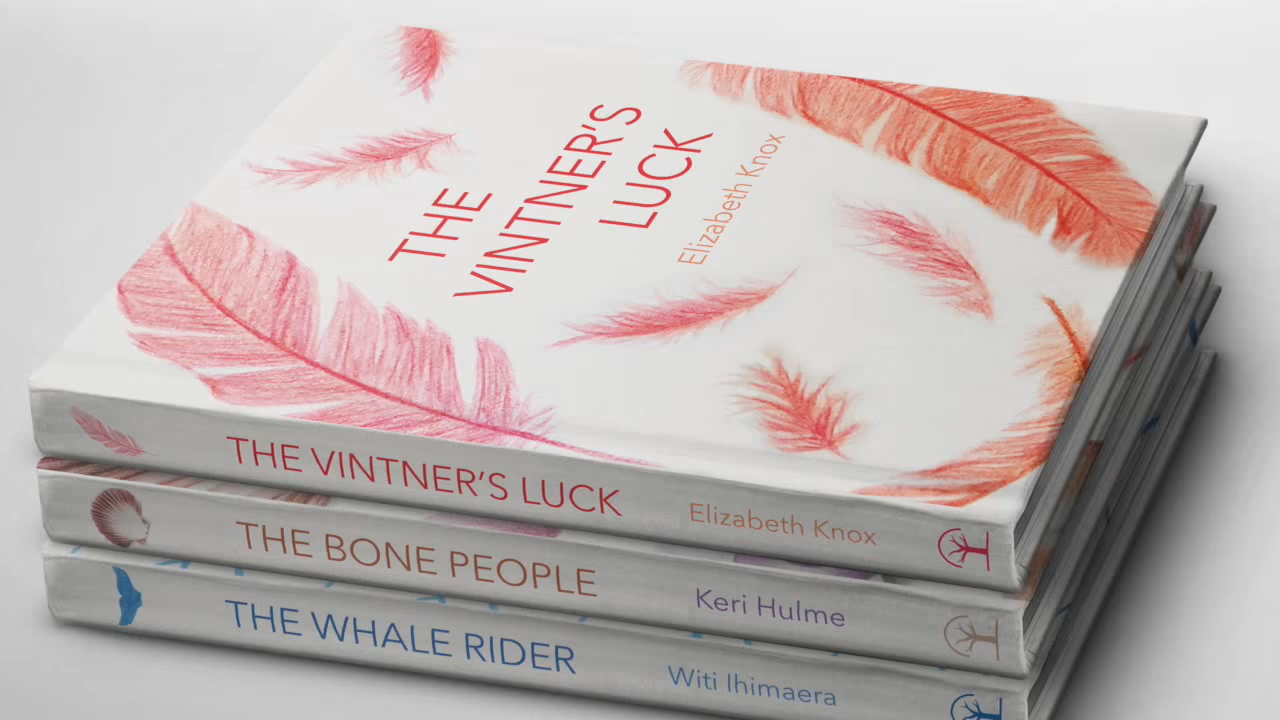 THE
VINTNER'S
LUCK
Elizabeth Knox
THE VINTNER'S LUCK Elizabeth Knox
THE BONE PEOPLE Keri Hulme
THE WHALE RIDER Witi Ihimaera